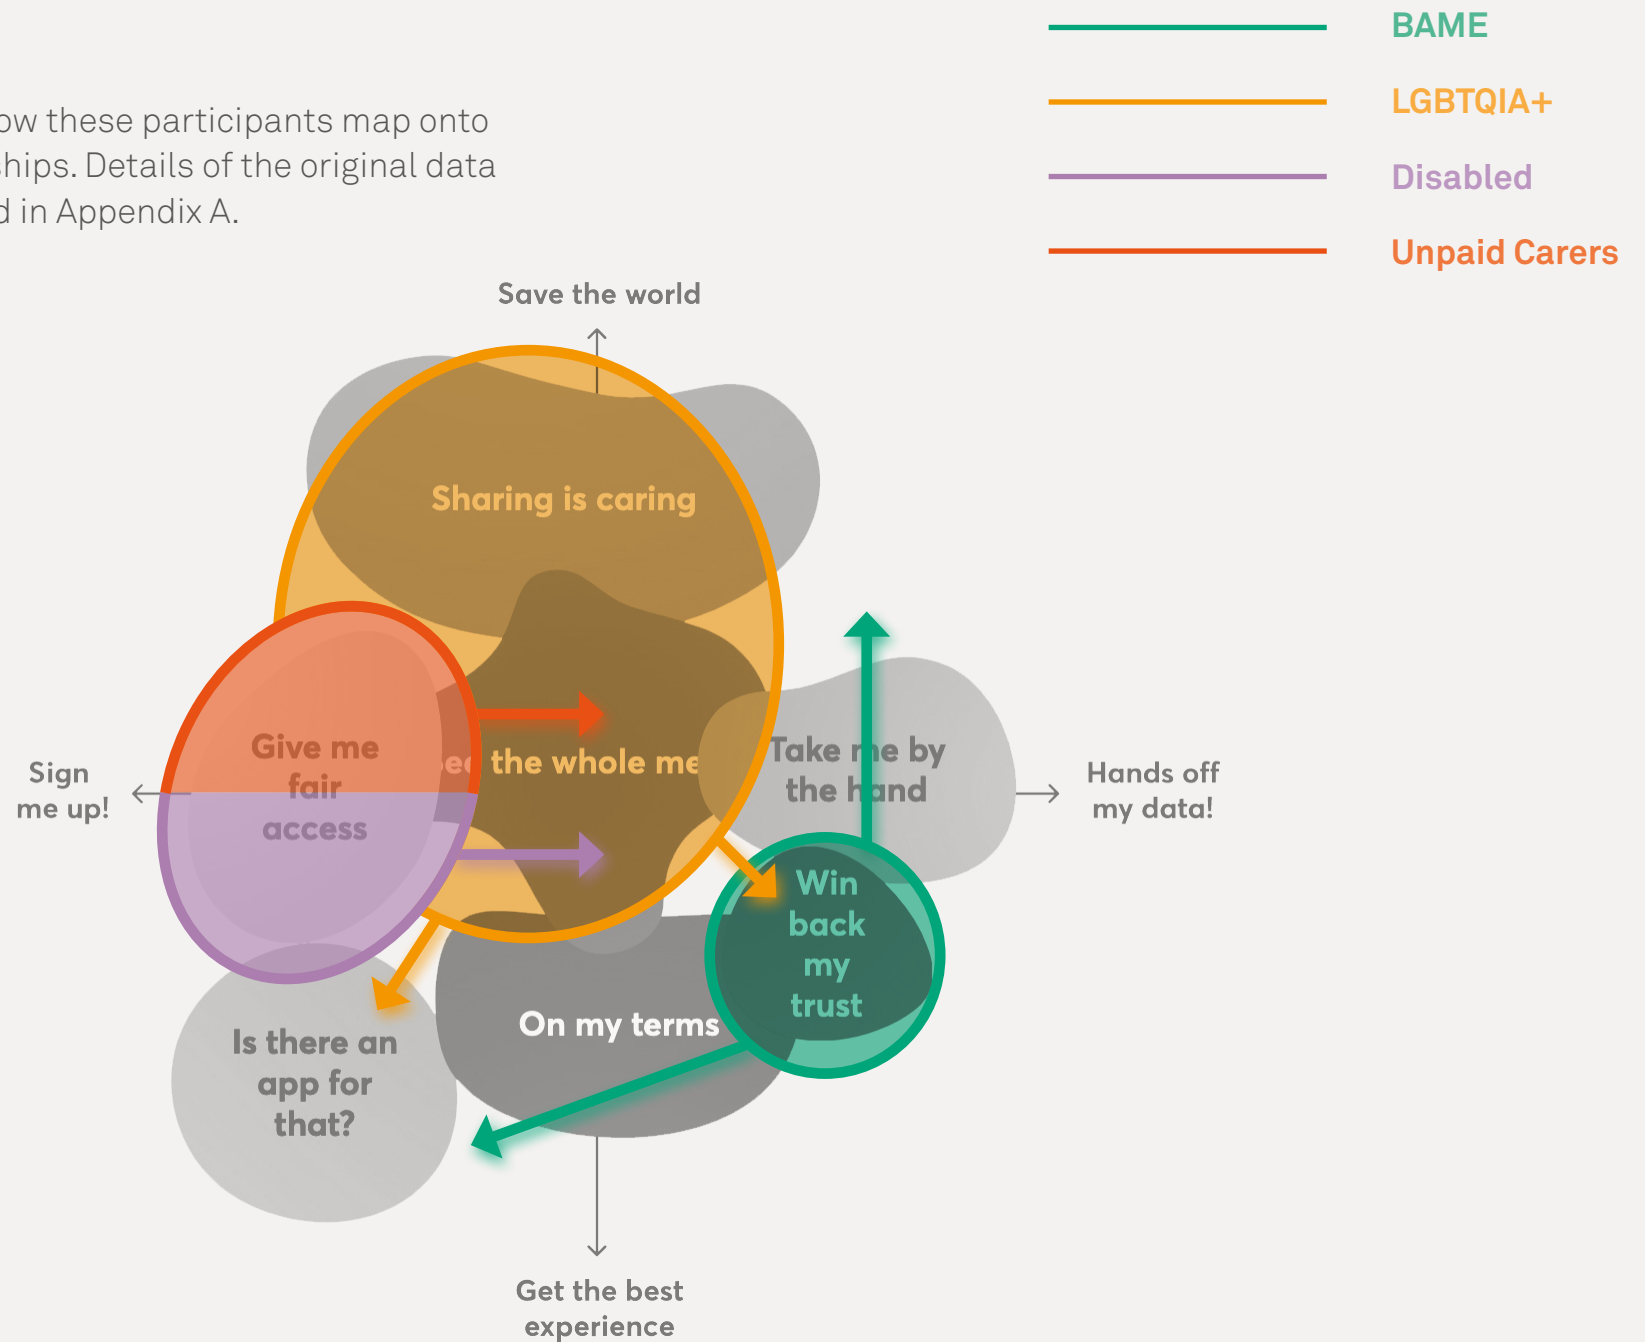 BAME
LGBTQIA+
Disabled
Unpaid Carers
these participants map onto
Details of the original data
in Appendix A.
Save the world
Sharing is caring
Give me
fair
access
the whole me
Take me by
the hand
Sign
me up!
Hands off
my data!
Win
back
my
trust
On my terms
Is there an
app for
that?
Get the best
experience